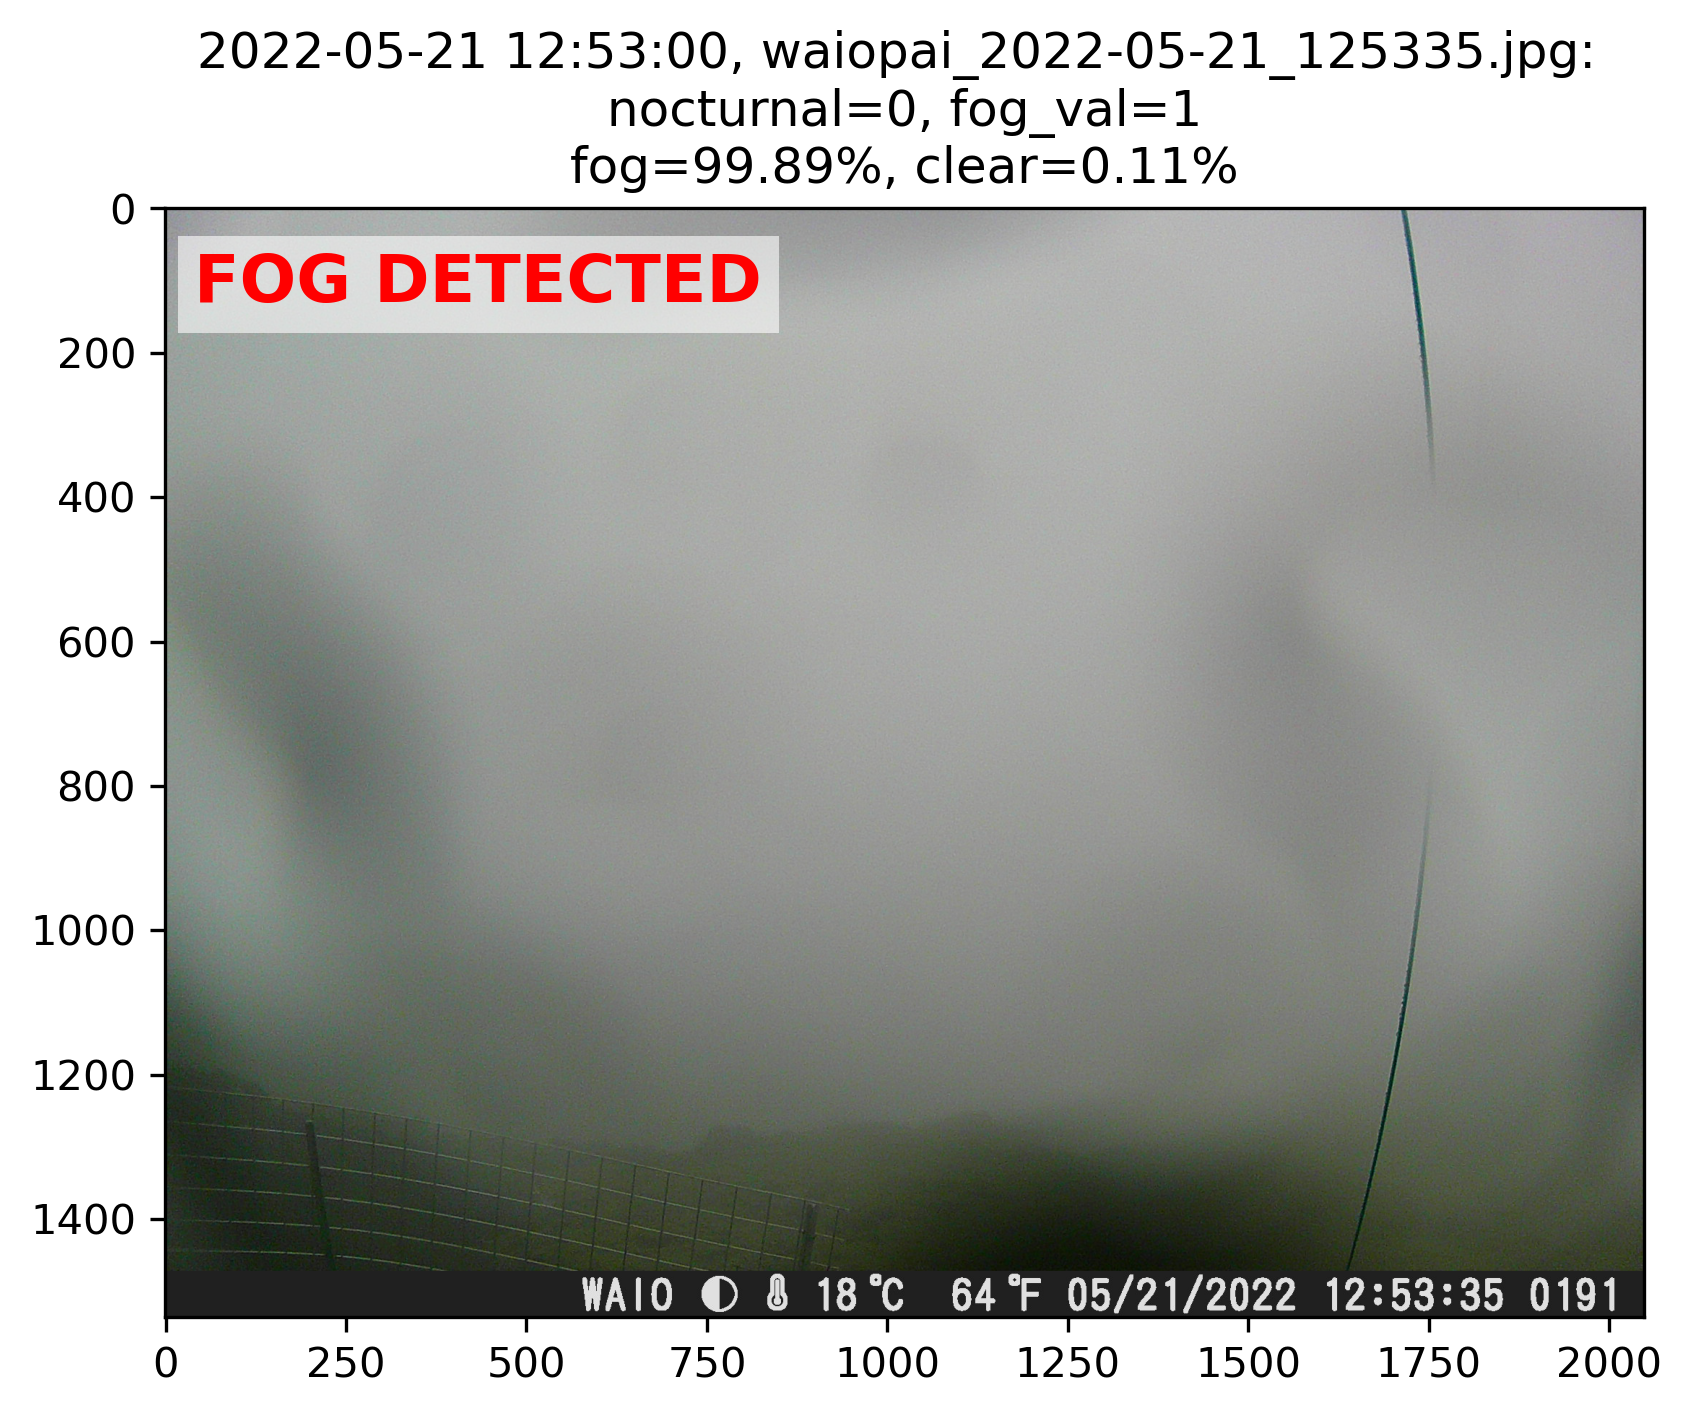 2022-05-21 12:53:00, waiopai_2022-05-21_125335.jpg:
nocturnal=0, fog_val=1
fog=99.89%, clear=0.11%
FOG DETECTED
0
200
400
600
800
1000
1200
1400
WAIO 18°C 64°F 05/21/2022 12:53:35 0191
0 250 500 750 1000 1250 1500 1750 2000